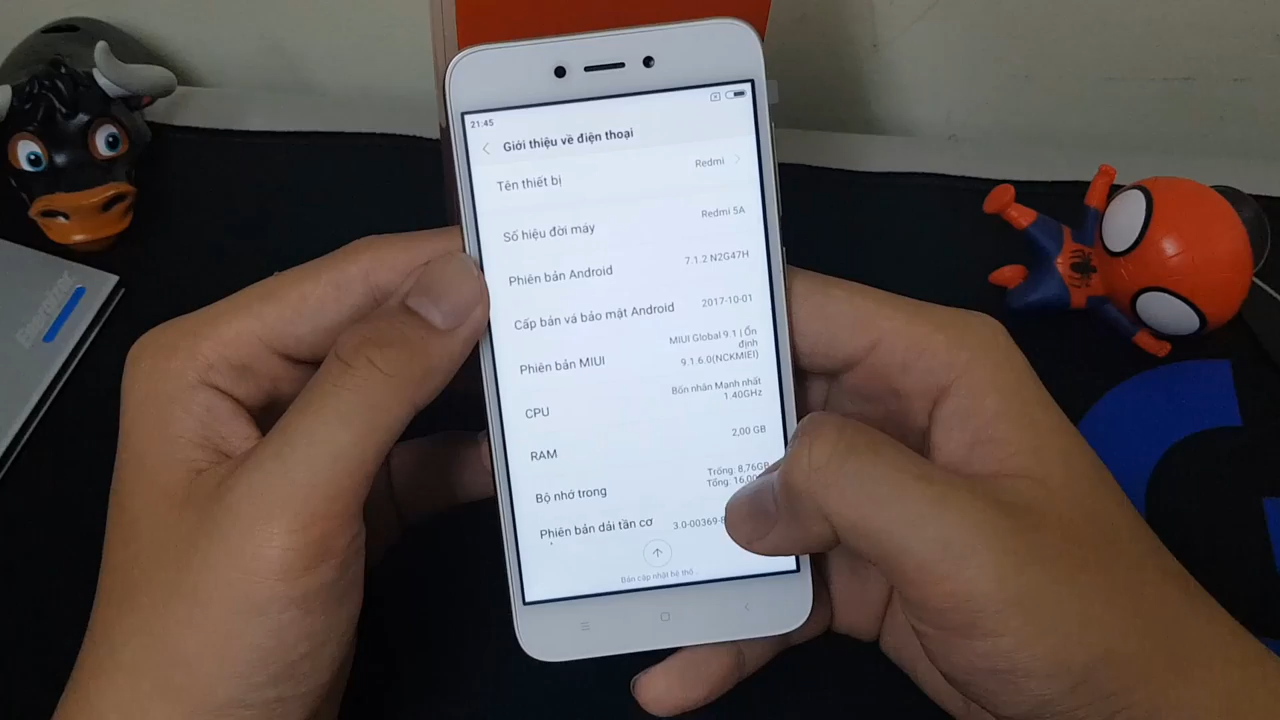 21:45
Giới thiệu về điện thoại
Tên thiết bị
Redmi
Số hiệu đời máy
Redmi 5A
Phiên bản Android
7.1.2 N2G47H
Cấp bản vá bảo mật Android
2017-10-01
Phiên bản MIUI
MIUI Global 9.1 | Ổn
định
9.1.6.0(NCKMIEI)
CPU
Bốn nhân Mạnh nhất
1.40GHz
RAM
2,00 GB
Bộ nhớ trong
Trống: 8,76GB
Tổng: 16,00
Phiên bản dải tần cơ
3.0-00369-
Bản cập nhật hệ thố...